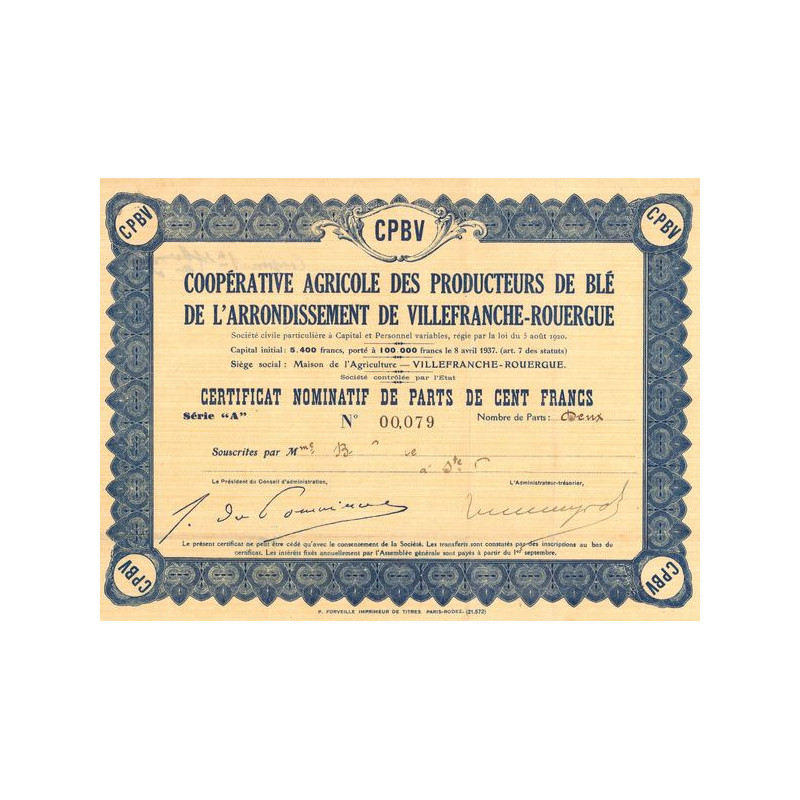 CPBV
CPBV
CPBV
COOPÉRATIVE AGRICOLE DES PRODUCTEURS DE BLÉ
DE L'ARRONDISSEMENT DE VILLEFRANCHE-ROUERGUE
Société civile particulière à Capital et Personnel variables, régie par la loi du 5 août 1920.
Capital initial: 5.400 francs, porté à 100.000 francs le 8 avril 1937. (art. 7 des statuts)
Siège social: Maison de l'Agriculture — VILLEFRANCHE-ROUERGUE.
Société contrôlée par l'Etat
CERTIFICAT NOMINATIF DE PARTS DE CENT FRANCS
Série "A" N° 00,079 Nombre de Parts: Deux
Souscrites par Mme B
à Ste
Le Président du Conseil d'administration, L'Administrateur-trésorier,
Le présent certificat ne peut être cédé qu'avec le consentement de la Société. Les transferts sont constatés par des inscriptions au bas du
certificat. Les intérêts fixés annuellement par l'Assemblée générale sont payés à partir du 1er septembre.
CPBV
CPBV
P. FORVEILLE IMPRIMEUR DE TITRES PARIS-RODEZ. (21,572)